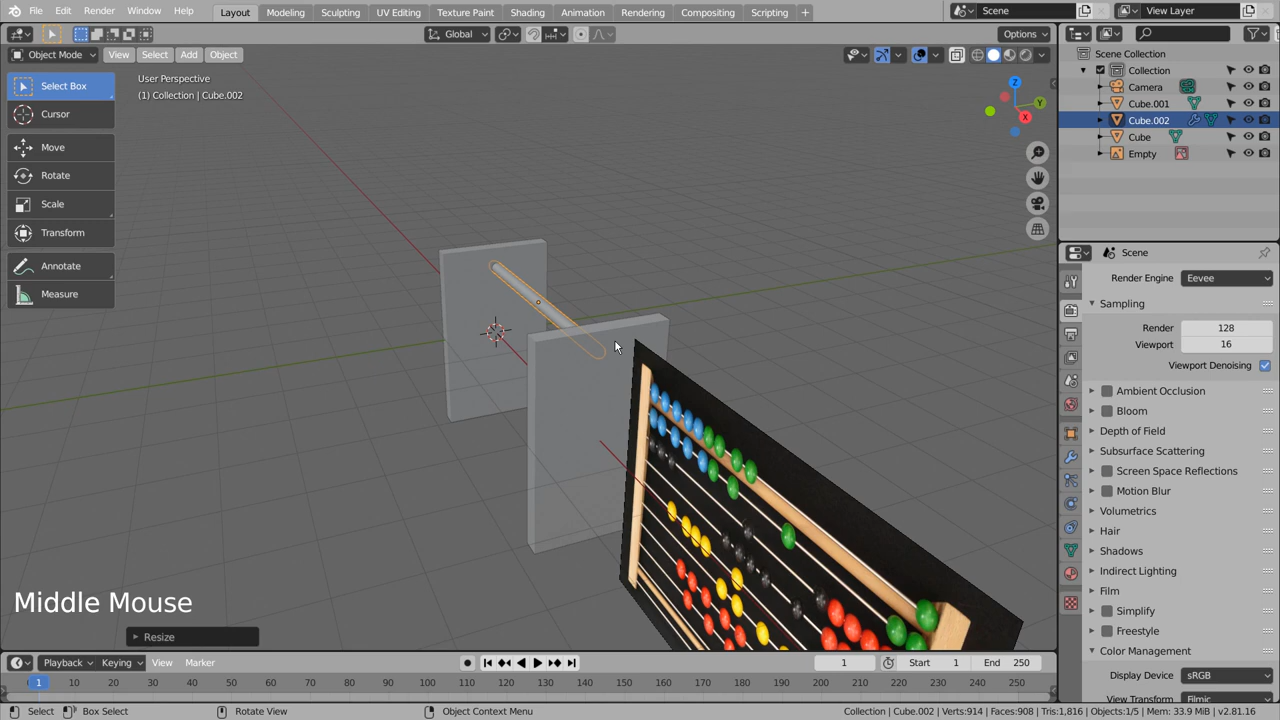 File Edit Render Window Help Layout Modeling Sculpting UV Editing Texture Paint Shading Animation Rendering Compositing Scripting + Scene View Layer
Global Options
Object Mode View Select Add Object
User Perspective
(1) Collection | Cube.002
Select Box
Cursor
Move
Rotate
Scale
Transform
Annotate
Measure
Z
Y
X
Middle Mouse
Resize
Scene Collection
Collection
Camera
Cube.001
Cube.002
Cube
Empty
Scene
Render Engine Eevee
Sampling
Render 128
Viewport 16
Viewport Denoising
Ambient Occlusion
Bloom
Depth of Field
Subsurface Scattering
Screen Space Reflections
Motion Blur
Volumetrics
Hair
Shadows
Indirect Lighting
Film
Simplify
Freestyle
Color Management
Display Device sRGB
View Transform Filmic
Playback Keying View Marker 1 Start 1 End 250
1 10 20 30 40 50 60 70 80 90 100 110 120 130 140 150 160 170 180 190 200 210 220 230 240 250
Select Box Select Rotate View Object Context Menu Collection | Cube.002 | Verts:914 | Faces:908 | Tris:1,816 | Objects:1/5 | Mem: 33.9 MiB | v2.81.16